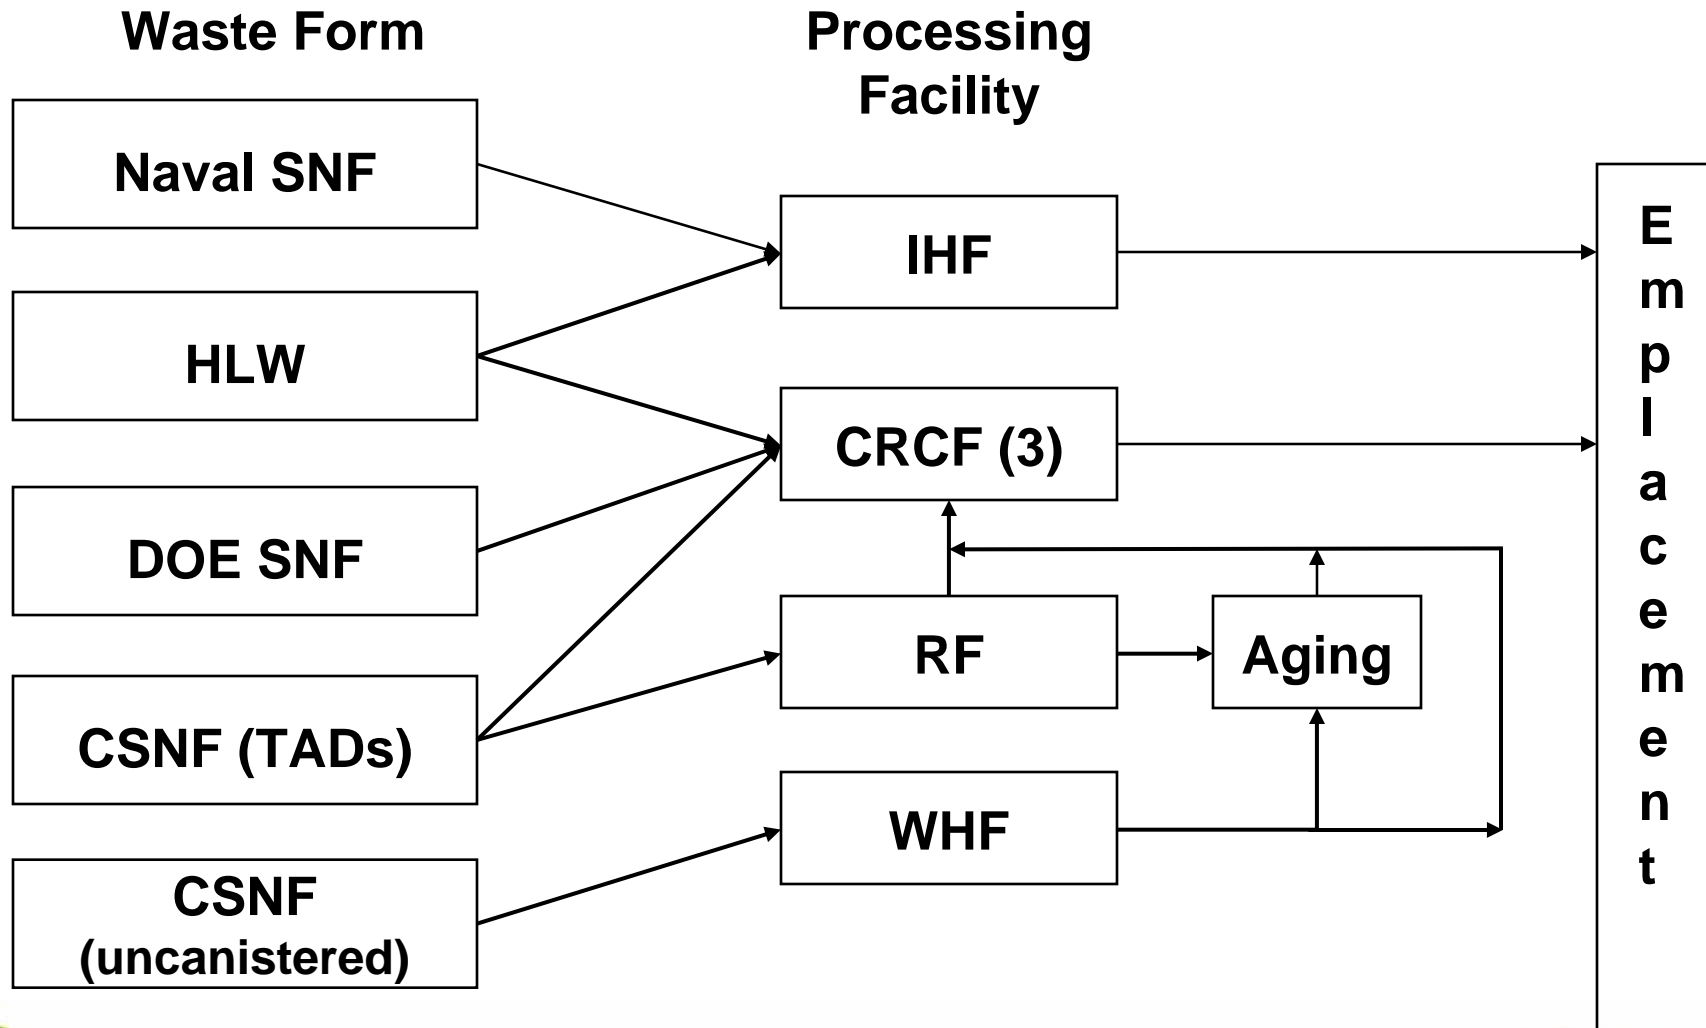 Waste Form
Processing
Facility
Naval SNF
HLW
DOE SNF
CSNF (TADs)
CSNF
(uncanistered)
IHF
CRCF (3)
RF
Aging
WHF
E
m
p
l
a
c
e
m
e
n
t